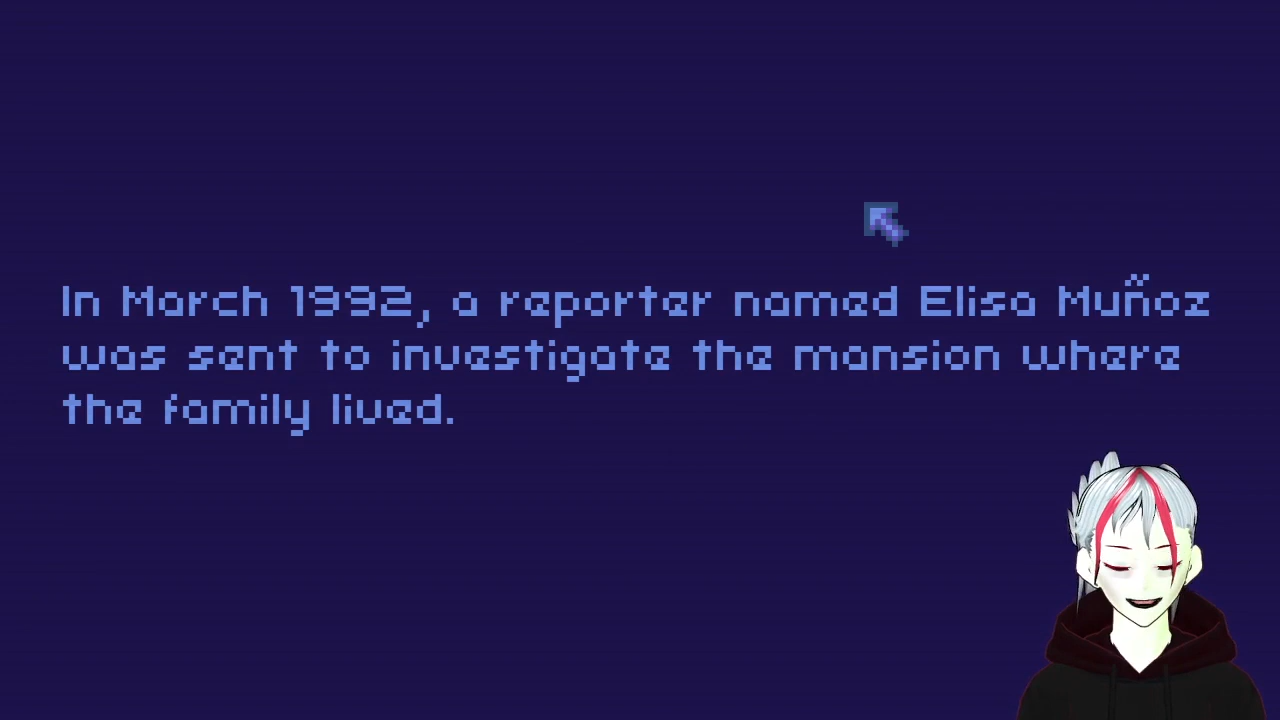 In March 1992, a reporter named Elisa Muñoz
was sent to investigate the mansion where
the family lived.